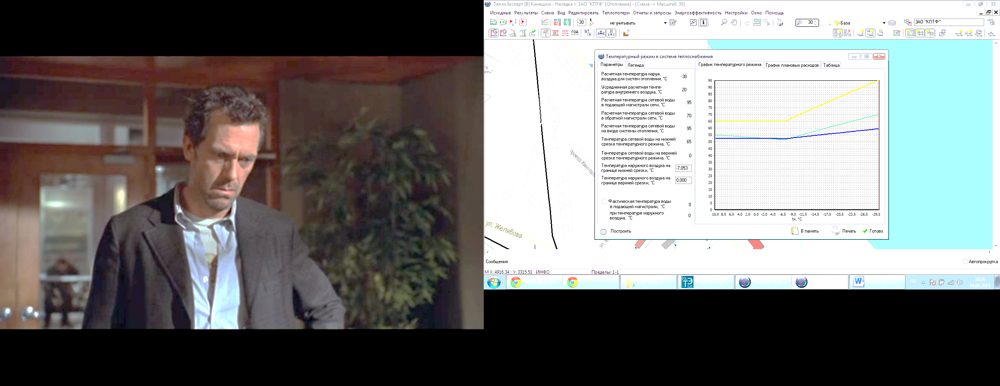 ТеплоЭксперт [В] Кинешма - Наладка > ЗАО "КПТФ" [Отопление] - [Схема -> Масштаб: 30]
Исходные Результаты Схема Вид Редактировать Теплопотери Отчеты и запросы Энергоэффективность Настройки Окно Помощь
-30 не учитывать 30 База ЗАО "КПТФ"
год
Температурный режим в системе теплоснабжения
Параметры Легенда
График температурного режима График плановых расходов Таблица
Расчетная температура наруж.
воздуха для систем отопления, °С -30
Усредненная расчетная темпе-
ратура внутреннего воздуха, °С 20
Расчетная температура сетевой воды
в подающей магистрали сети, °С 95
Расчетная температура сетевой воды
в обратной магистрали сети, °С 70
Расчетная температура сетевой воды
на входе системы отопления, °С 95
Температура сетевой воды на нижней
срезке температурного режима, °С 65
Температура сетевой воды на верхней
срезке температурного режима, °С 0
Температура наружного воздуха на
границе нижней срезки, °С -7,053
Температура наружного воздуха на
границе верхней срезки, °С 0,000
Фактическая температура воды
в подающей магистрали, °С 0
при температуре наружного
воздуха, °С 0
Построить
95
90
85
80
75
70
65
60
55
50
45
40
35
30
25
20
15
10
5
0
10,0 8,0 6,0 4,0 2,0 0,0 -2,0 -4,0 -6,5 -9,0 -11,5 -14,5 -17,5 -20,5 -23,5 -26,5 -29,5
tн, °С
В память Печать Готово
ул. Желябова
Сообщения
Автопрокрутка
М X: 4916,34 ; Y: 3315,51 ИНФО Пределы: 1-1
SQL ТЭ 3.0
RU
16:26
16.06.2013